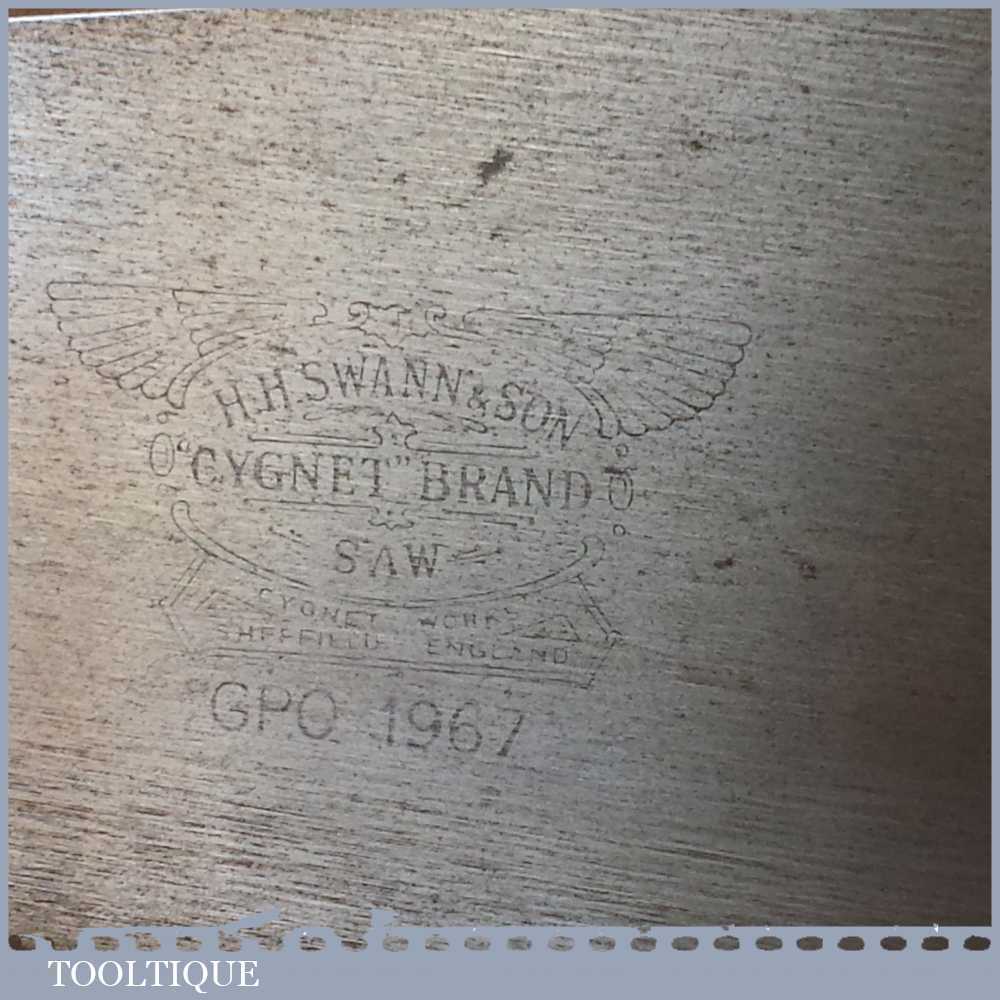 H.H. SWANN & SON
"CYGNET" BRAND
SAW
CYGNET WORKS
SHEFFIELD ENGLAND
GPO 1967
TOOLTIQUE